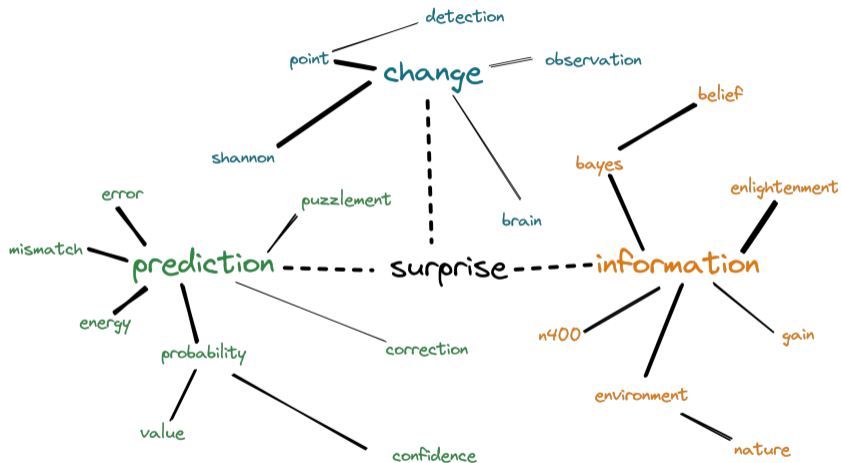 detection
point
change
observation
shannon
brain
belief
bayes
enlightenment
error
puzzlement
mismatch
prediction
surprise
information
energy
probability
correction
n400
gain
environment
value
confidence
nature